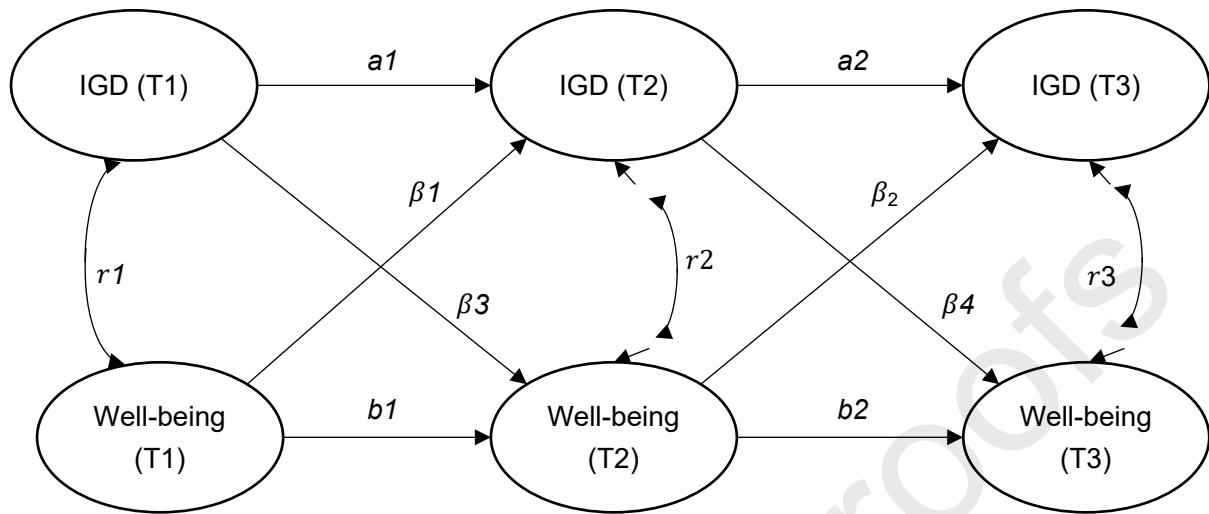 IGD (T1)
a1
IGD (T2)
a2
IGD (T3)
β1
β₂
r1
r2
r3
β3
β4
Well-being
(T1)
b1
Well-being
(T2)
b2
Well-being
(T3)
roofs